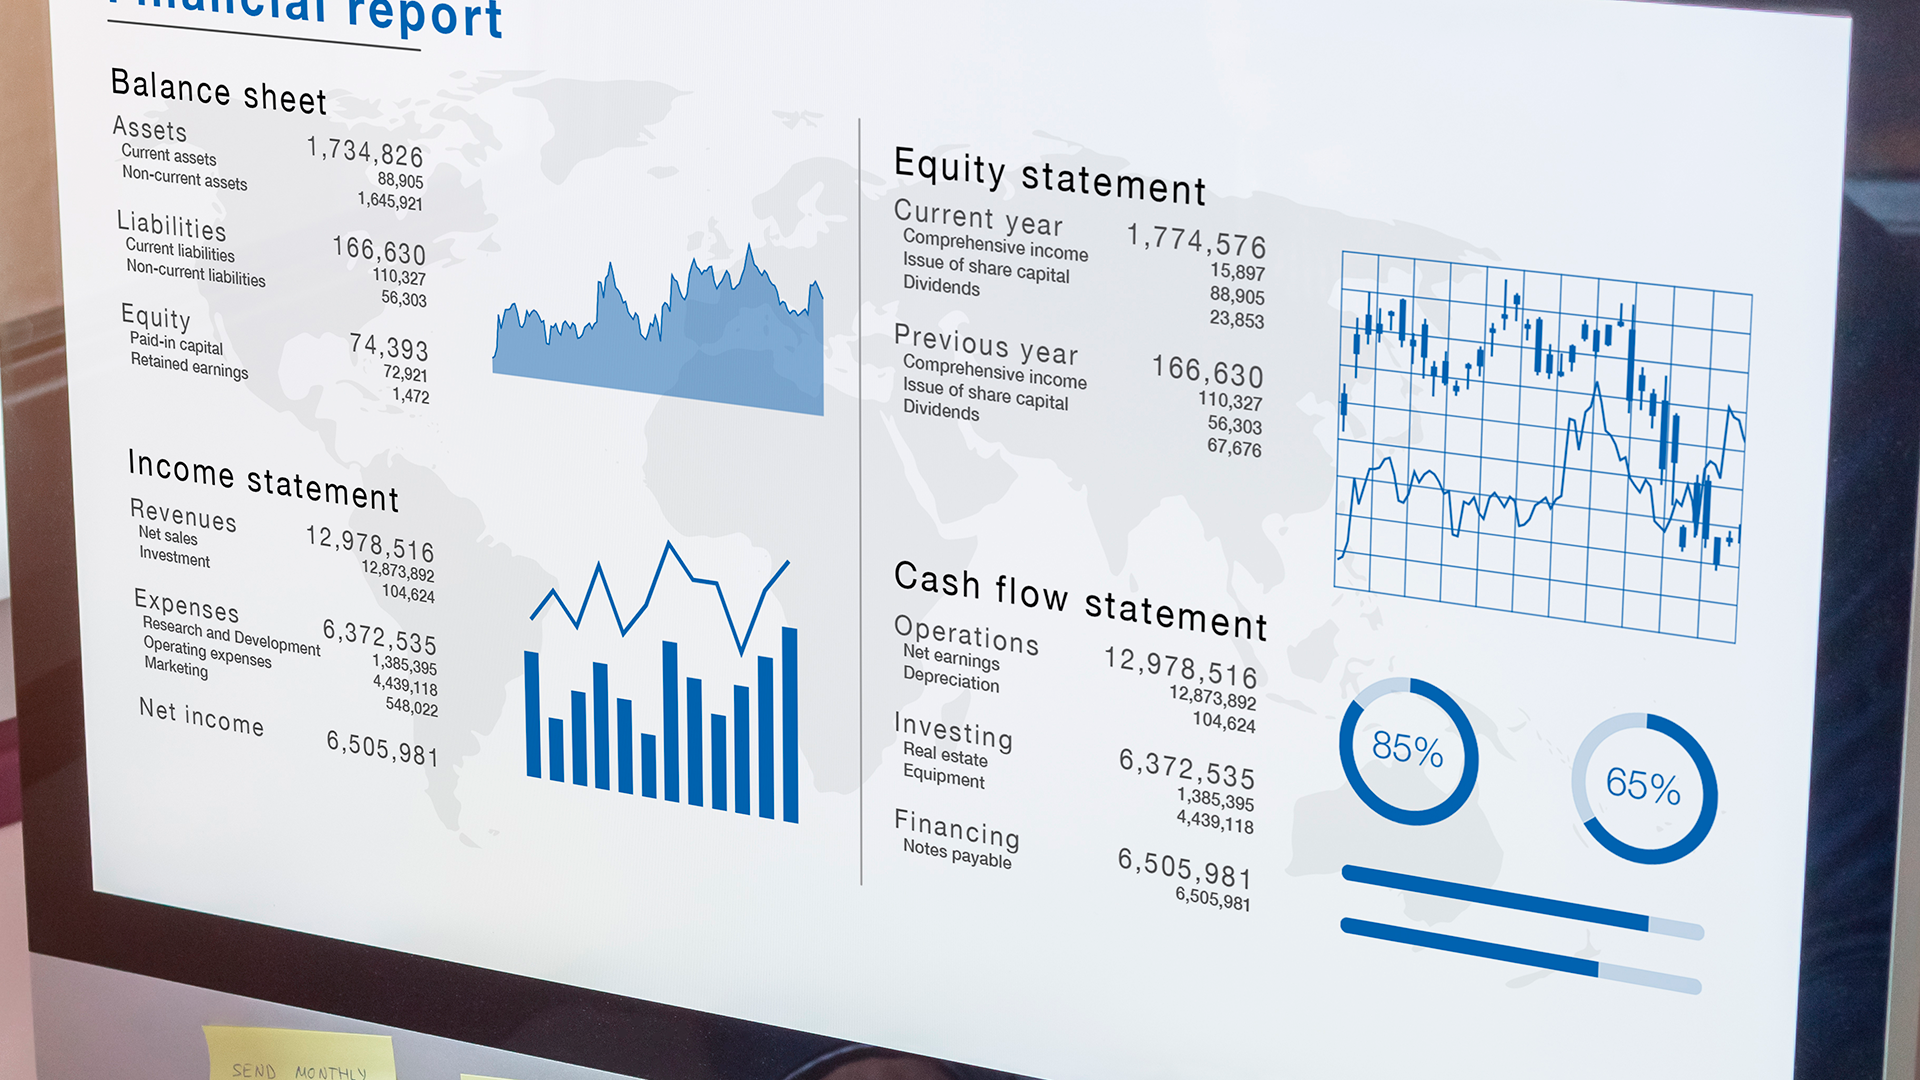 Financial report
Balance sheet
Assets 1,734,826
Current assets 88,905
Non-current assets 1,645,921
Liabilities 166,630
Current liabilities 110,327
Non-current liabilities 56,303
Equity 74,393
Paid-in capital 72,921
Retained earnings 1,472
Income statement
Revenues 12,978,516
Net sales 12,873,892
Investment 104,624
Expenses 6,372,535
Research and Development 1,385,395
Operating expenses 4,439,118
Marketing 548,022
Net income 6,505,981
Equity statement
Current year 1,774,576
Comprehensive income 15,897
Issue of share capital 88,905
Dividends 23,853
Previous year 166,630
Comprehensive income 110,327
Issue of share capital 56,303
Dividends 67,676
Cash flow statement
Operations 12,978,516
Net earnings 12,873,892
Depreciation 104,624
Investing 6,372,535
Real estate 1,385,395
Equipment 4,439,118
Financing 6,505,981
Notes payable 6,505,981
85%
65%
SEND MONTHLY